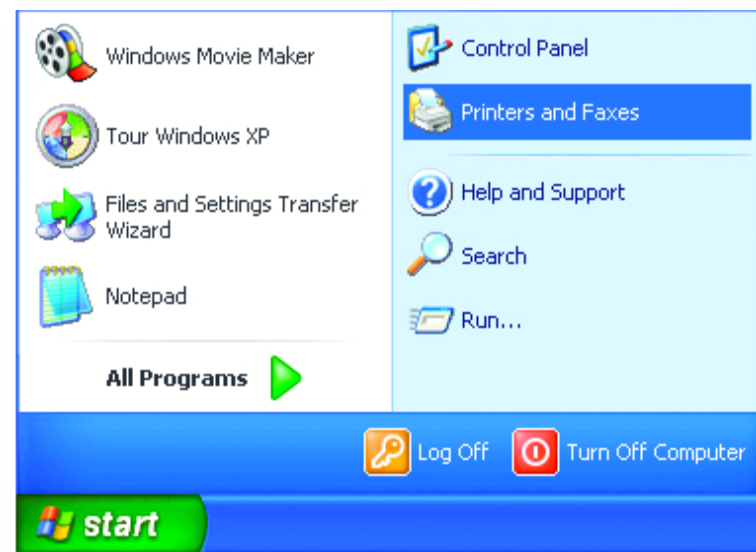 Windows Movie Maker
Tour Windows XP
Files and Settings Transfer
Wizard
Notepad
All Programs
Control Panel
Printers and Faxes
Help and Support
Search
Run...
Log Off
Turn Off Computer
start